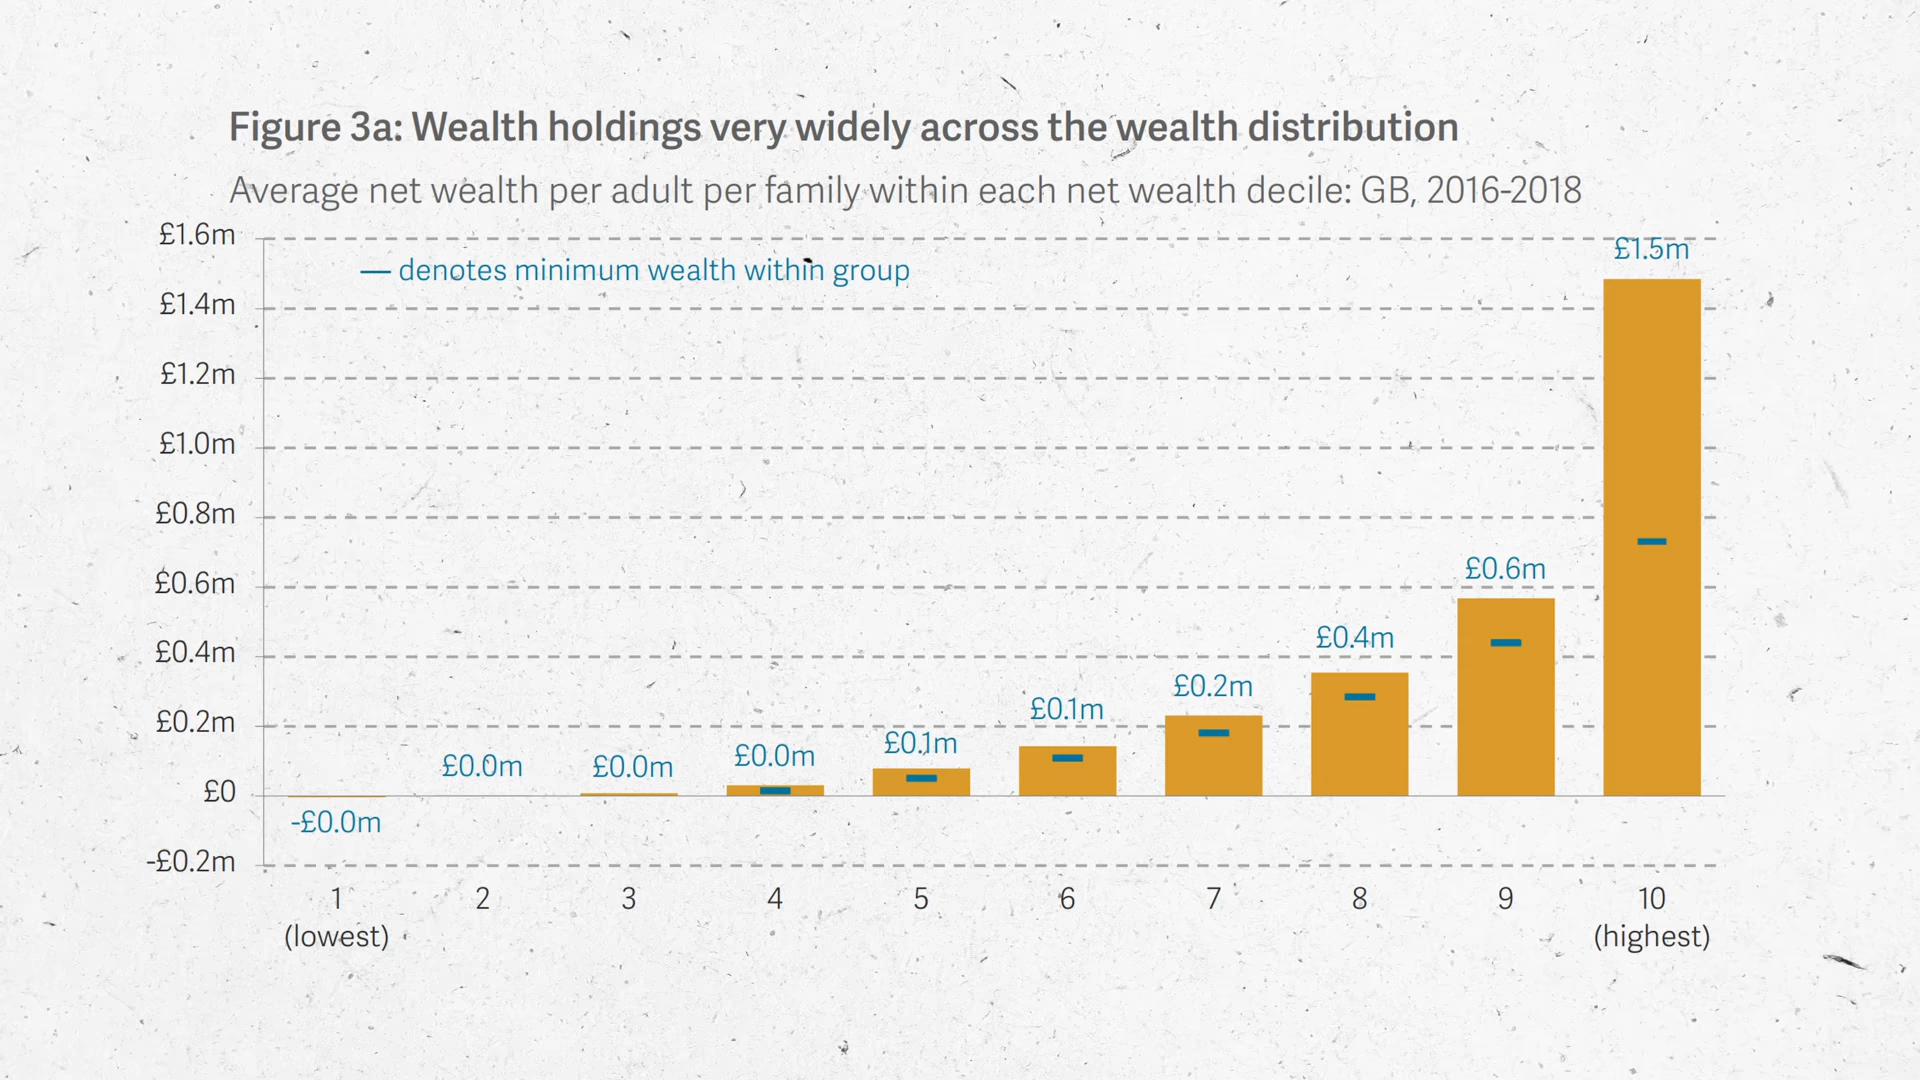 Figure 3a: Wealth holdings very widely across the wealth distribution
Average net wealth per adult per family within each net wealth decile: GB, 2016-2018
£1.6m
£1.4m
£1.2m
£1.0m
£0.8m
£0.6m
£0.4m
£0.2m
£0
-£0.2m
denotes minimum wealth within group
-£0.0m
£0.0m
£0.0m
£0.0m
£0.1m
£0.1m
£0.2m
£0.4m
£0.6m
£1.5m
1 2 3 4 5 6 7 8 9 10
(lowest) (highest)